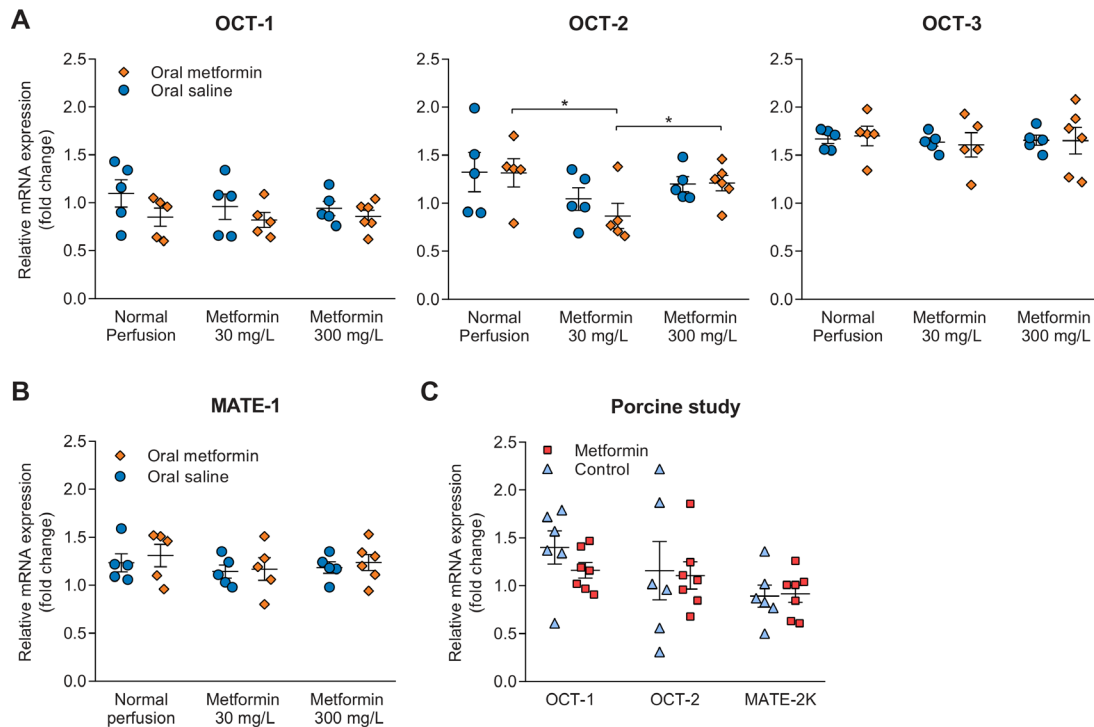 A
OCT-1
OCT-2
OCT-3
Relative mRNA expression
(fold change)
2.5
2.0
1.5
1.0
0.5
0.0
Oral metformin
Oral saline
Normal
Perfusion
Metformin
30 mg/L
Metformin
300 mg/L
2.5
2.0
1.5
1.0
0.5
0.0
*
*
Normal
Perfusion
Metformin
30 mg/L
Metformin
300 mg/L
2.5
2.0
1.5
1.0
0.5
0.0
Normal
Perfusion
Metformin
30 mg/L
Metformin
300 mg/L
B
MATE-1
Relative mRNA expression
(fold change)
2.5
2.0
1.5
1.0
0.5
0.0
Oral metformin
Oral saline
Normal
perfusion
Metformin
30 mg/L
Metformin
300 mg/L
C
Porcine study
Relative mRNA expression
(fold change)
2.5
2.0
1.5
1.0
0.5
0.0
Metformin
Control
OCT-1
OCT-2
MATE-2K